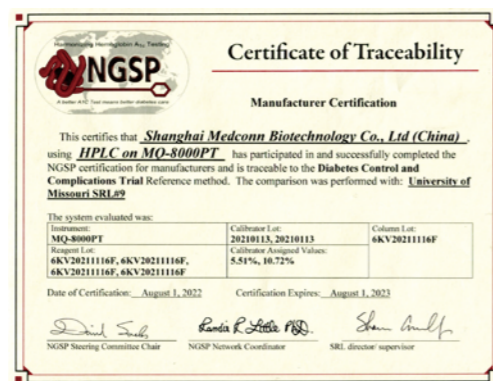 Harmonizing Hemoglobin A1c Testing
NGSP
A better A1C Test means better diabetes care
Certificate of Traceability
Manufacturer Certification
This certifies that Shanghai Medconn Biotechnology Co., Ltd (China) ,
using HPLC on MQ-8000PT has participated in and successfully completed the
NGSP certification for manufacturers and is traceable to the Diabetes Control and
Complications Trial Reference method. The comparison was performed with: University of
Missouri SRL#9
The system evaluated was:
Instrument: Calibrator Lot: Column Lot:
MQ-8000PT 20210113, 20210113 6KV20211116F
Reagent Lot: Calibrator Assigned Values:
6KV20211116F, 6KV20211116F, 5.51%, 10.72%
6KV20211116F, 6KV20211116F
Date of Certification: August 1, 2022 Certification Expires: August 1, 2023
Randie R Little PhD.
NGSP Steering Committee Chair NGSP Network Coordinator SRL director/ supervisor